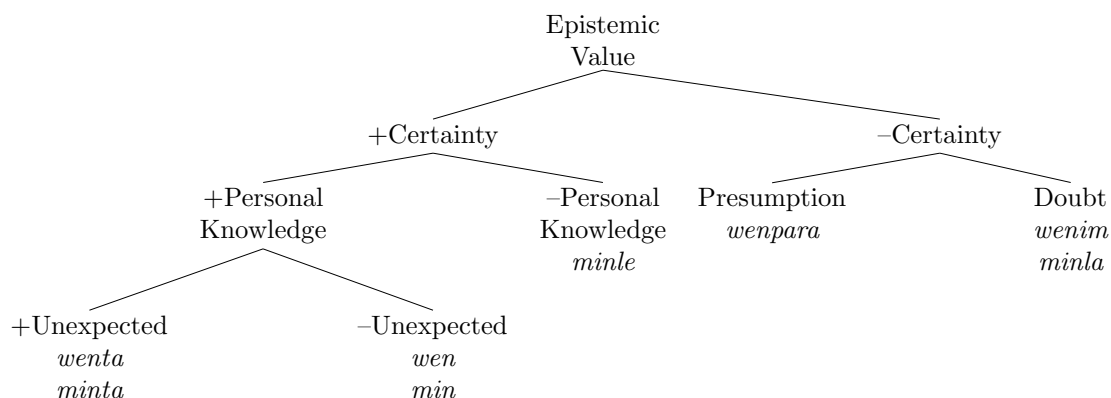 Epistemic
Value
+Certainty
–Certainty
+Personal
Knowledge
–Personal
Knowledge
minle
Presumption
wenpara
Doubt
wenim
minla
+Unexpected
wenta
minta
–Unexpected
wen
min